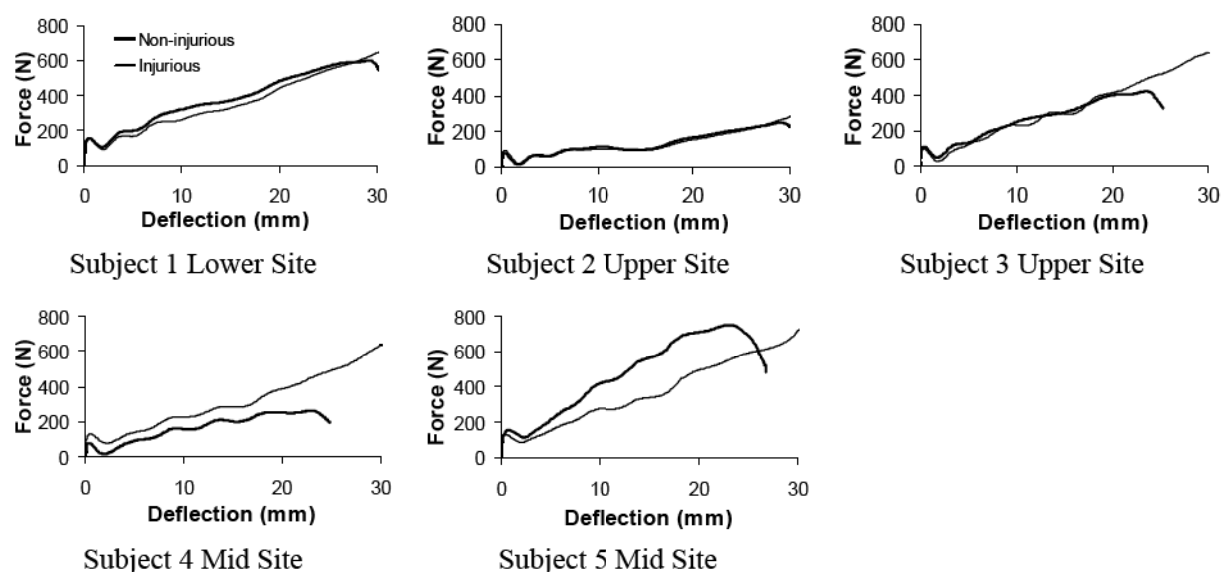 800
600
400
200
0
Force (N)
Non-injurious
Injurious
0 10 20 30
Deflection (mm)
Subject 1 Lower Site
800
600
400
200
0
Force (N)
0 10 20 30
Deflection (mm)
Subject 2 Upper Site
800
600
400
200
0
Force (N)
0 10 20 30
Deflection (mm)
Subject 3 Upper Site
800
600
400
200
0
Force (N)
0 10 20 30
Deflection (mm)
Subject 4 Mid Site
800
600
400
200
0
Force (N)
0 10 20 30
Deflection (mm)
Subject 5 Mid Site